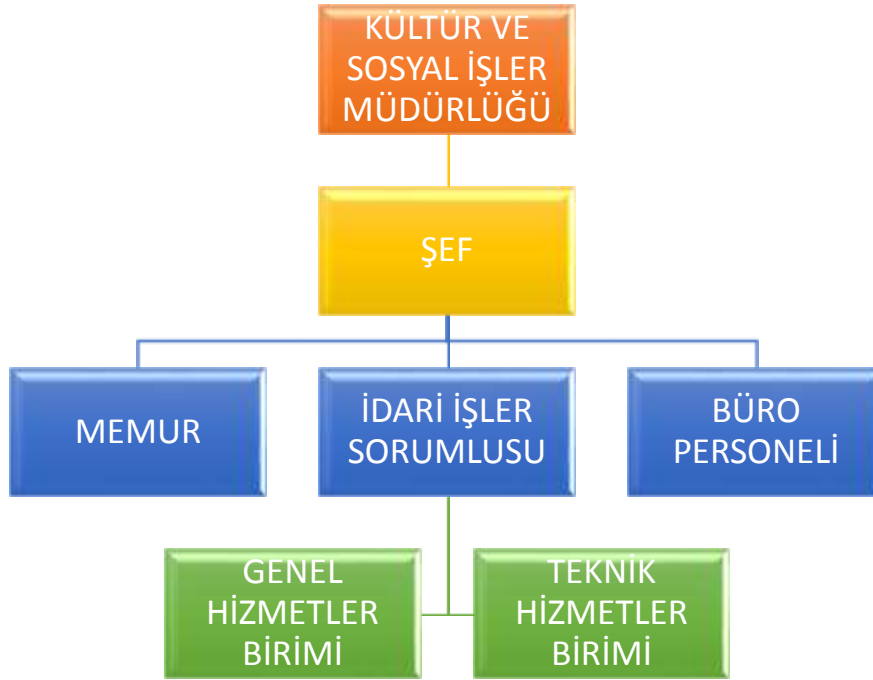 KÜLTÜR VE
SOSYAL İŞLER
MÜDÜRLÜĞÜ
ŞEF
MEMUR
İDARİ İŞLER
SORUMLUSU
BÜRO
PERSONELİ
GENEL
HİZMETLER
BİRİMİ
TEKNİK
HİZMETLER
BİRİMİ